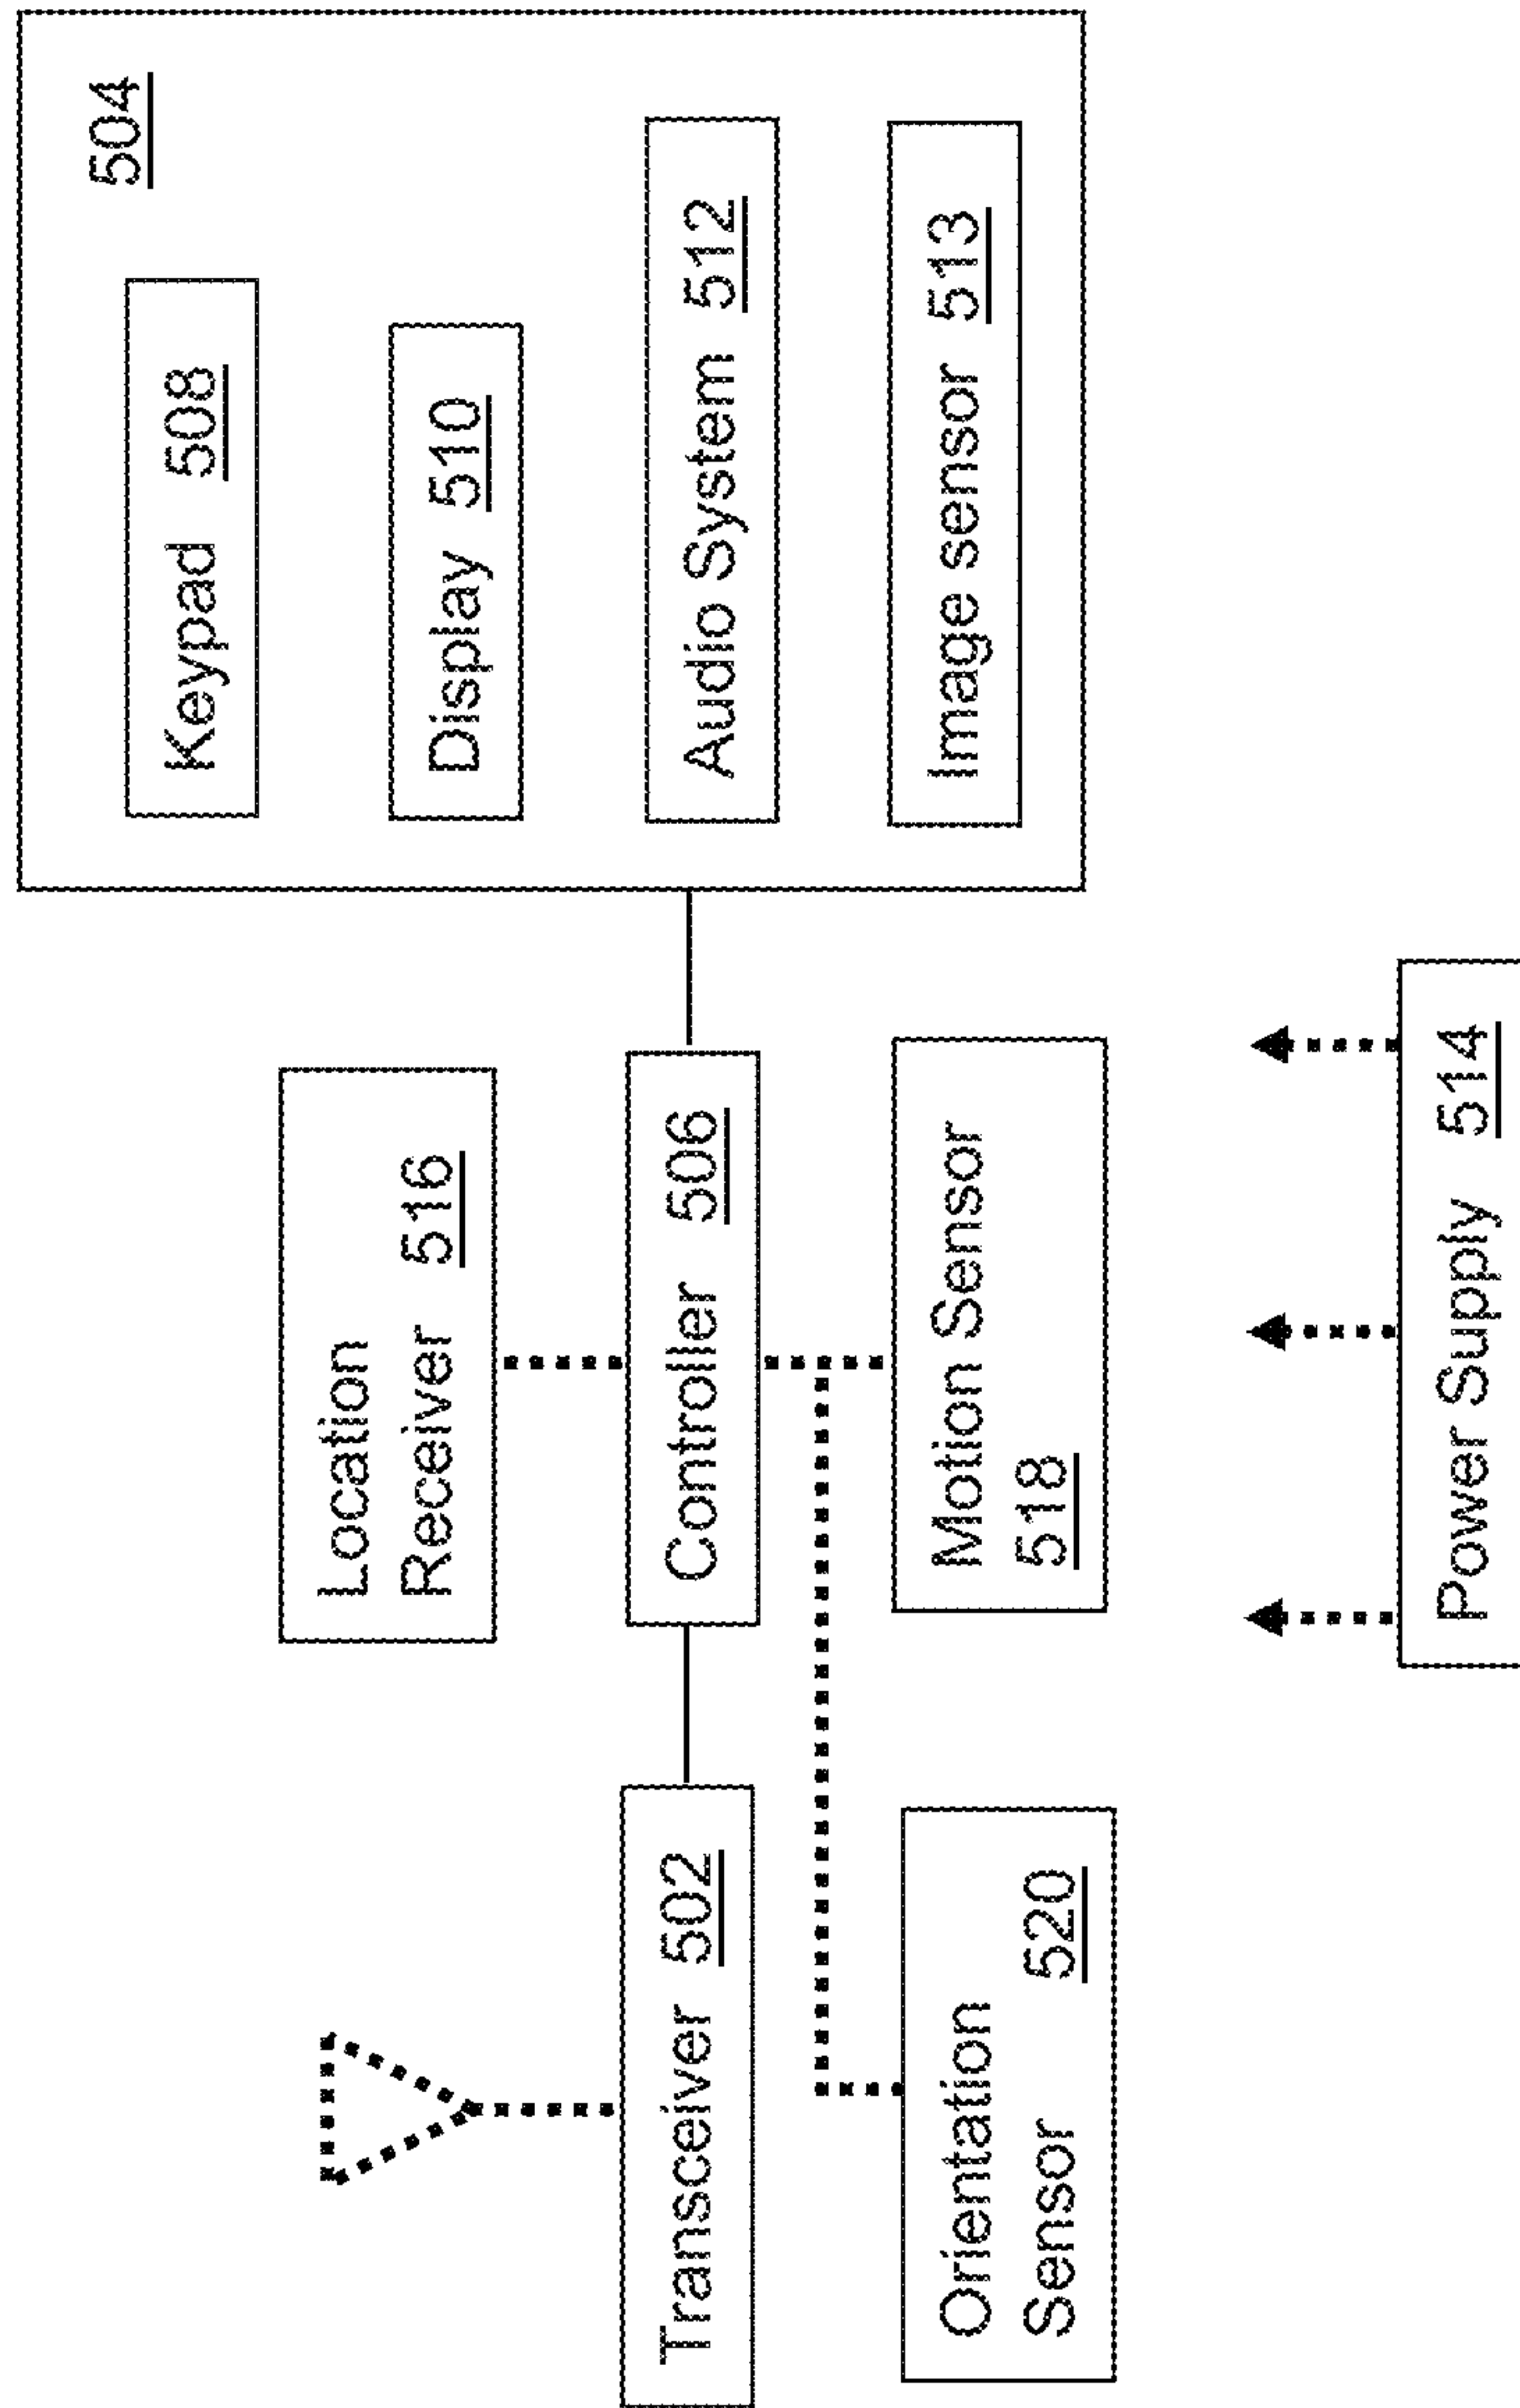 504
Keypad 508
Display 510
Audio System 512
Image sensor 513
Location
Receiver 516
Controller 506
Motion Sensor
518
Transceiver 502
Orientation
Sensor 520
Power Supply 514